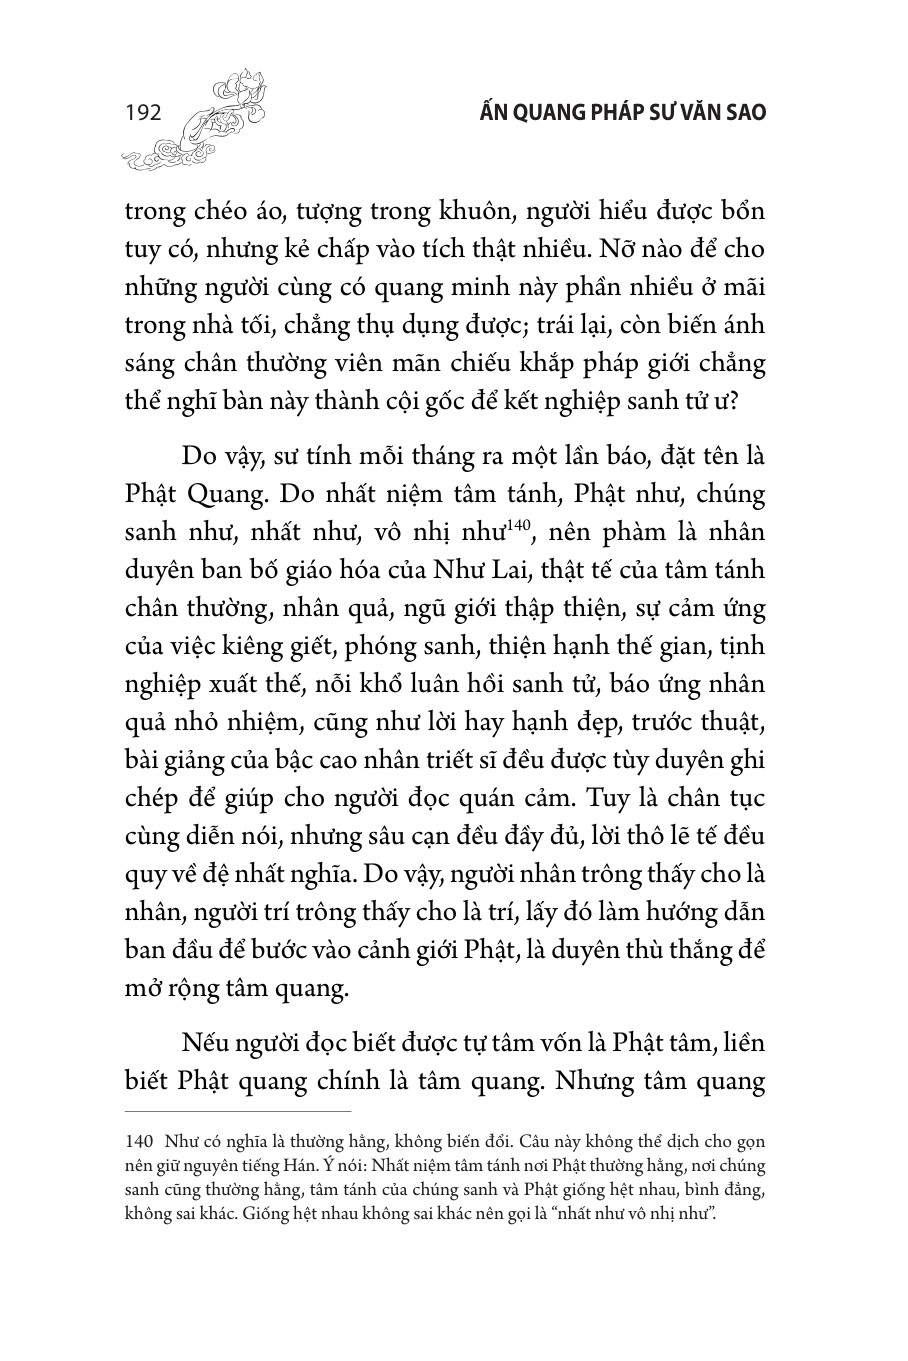 192
ẤN QUANG PHÁP SƯ VĂN SAO
trong chéo áo, tượng trong khuôn, người hiểu được bổn
tuy có, nhưng kẻ chấp vào tích thật nhiều. Nỡ nào để cho
những người cùng có quang minh này phần nhiều ở mãi
trong nhà tối, chẳng thụ dụng được; trái lại, còn biến ánh
sáng chân thường viên mãn chiếu khắp pháp giới chẳng
thể nghĩ bàn này thành cội gốc để kết nghiệp sanh tử ư?
Do vậy, sư tính mỗi tháng ra một lần báo, đặt tên là
Phật Quang. Do nhất niệm tâm tánh, Phật như, chúng
sanh như, nhất như, vô nhị như140, nên phàm là nhân
duyên ban bố giáo hóa của Như Lai, thật tế của tâm tánh
chân thường, nhân quả, ngũ giới thập thiện, sự cảm ứng
của việc kiêng giết, phóng sanh, thiện hạnh thế gian, tịnh
nghiệp xuất thế, nỗi khổ luân hồi sanh tử, báo ứng nhân
quả nhỏ nhiệm, cũng như lời hay hạnh đẹp, trước thuật,
bài giảng của bậc cao nhân triết sĩ đều được tùy duyên ghi
chép để giúp cho người đọc quán cảm. Tuy là chân tục
cùng diễn nói, nhưng sâu cạn đều đầy đủ, lời thô lẽ tế đều
quy về đệ nhất nghĩa. Do vậy, người nhân trông thấy cho là
nhân, người trí trông thấy cho là trí, lấy đó làm hướng dẫn
ban đầu để bước vào cảnh giới Phật, là duyên thù thắng để
mở rộng tâm quang.
Nếu người đọc biết được tự tâm vốn là Phật tâm, liền
biết Phật quang chính là tâm quang. Nhưng tâm quang
140 Như có nghĩa là thường hằng, không biến đổi. Câu này không thể dịch cho gọn
nên giữ nguyên tiếng Hán. Ý nói: Nhất niệm tâm tánh nơi Phật thường hằng, nơi chúng
sanh cũng thường hằng, tâm tánh của chúng sanh và Phật giống hệt nhau, bình đẳng,
không sai khác. Giống hệt nhau không sai khác nên gọi là “nhất như vô nhị như”.